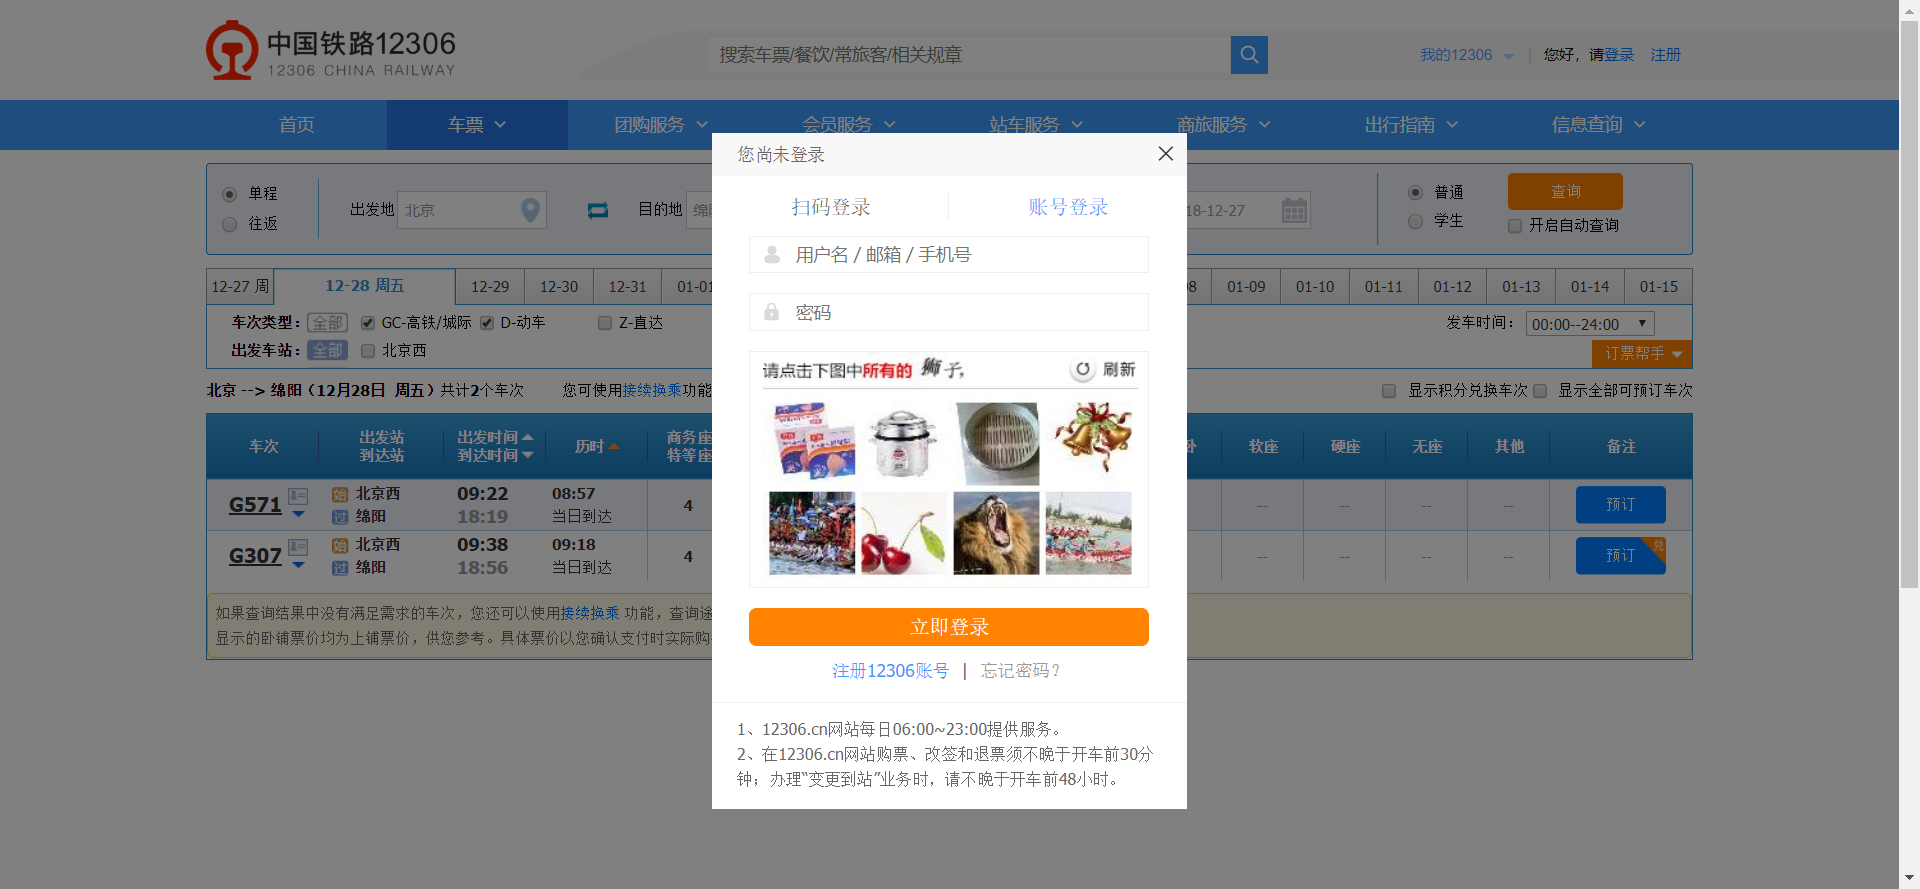 中国铁路12306
12306 CHINA RAILWAY
搜索车票/餐饮/常旅客/相关规章
我的12306 | 您好，请登录 注册
首页 车票 团购服务 会员服务 站车服务 商旅服务 出行指南 信息查询
您尚未登录
扫码登录 账号登录
用户名 / 邮箱 / 手机号
密码
请点击下图中所有的 狮子, 刷新
立即登录
注册12306账号 | 忘记密码?
1、12306.cn网站每日06:00~23:00提供服务。
2、在12306.cn网站购票、改签和退票须不晚于开车前30分
钟；办理“变更到站”业务时，请不晚于开车前48小时。
单程
往返
出发地 北京 目的地 绵
18-12-27
普通
学生
查询
开启自动查询
12-27 周 12-28 周五 12-29 12-30 12-31 01-01 08 01-09 01-10 01-11 01-12 01-13 01-14 01-15
车次类型： 全部 GC-高铁/城际 D-动车 Z-直达 发车时间： 00:00--24:00
出发车站： 全部 北京西
订票帮手
北京 --> 绵阳（12月28日 周五）共计2个车次 您可使用接续换乘功能 显示积分兑换车次 显示全部可预订车次
车次 出发站 到达站 出发时间 到达时间 历时 商务座 特等座 卧 软座 硬座 无座 其他 备注
G571 始 北京西 09:22 08:57 4 -- -- -- -- 预订
过 绵阳 18:19 当日到达
G307 始 北京西 09:38 09:18 4 -- -- -- -- 预订 兑
过 绵阳 18:56 当日到达
如果查询结果中没有满足需求的车次，您还可以使用接续换乘 功能，查询途
显示的卧铺票价均为上铺票价，供您参考。具体票价以您确认支付时实际购